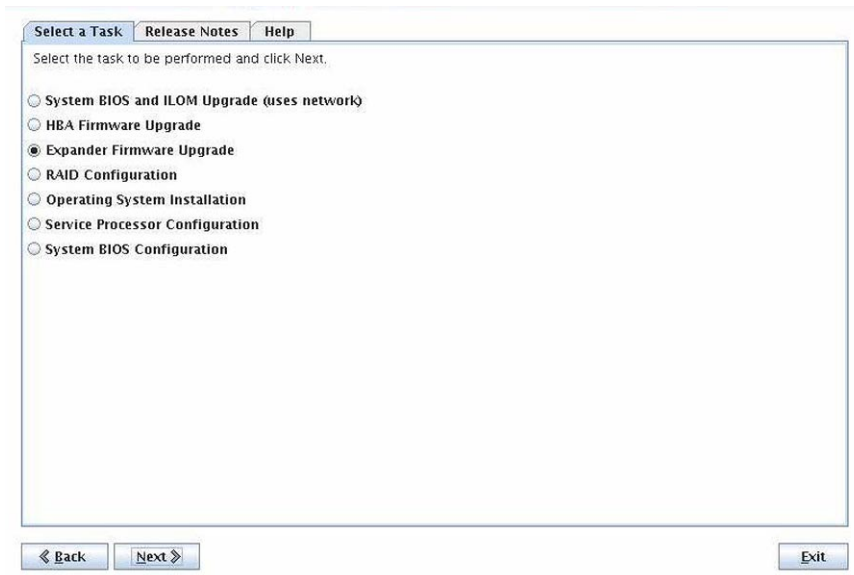 Select a Task Release Notes Help
Select the task to be performed and click Next.
System BIOS and ILOM Upgrade (uses network)
HBA Firmware Upgrade
Expander Firmware Upgrade
RAID Configuration
Operating System Installation
Service Processor Configuration
System BIOS Configuration
Back Next Exit